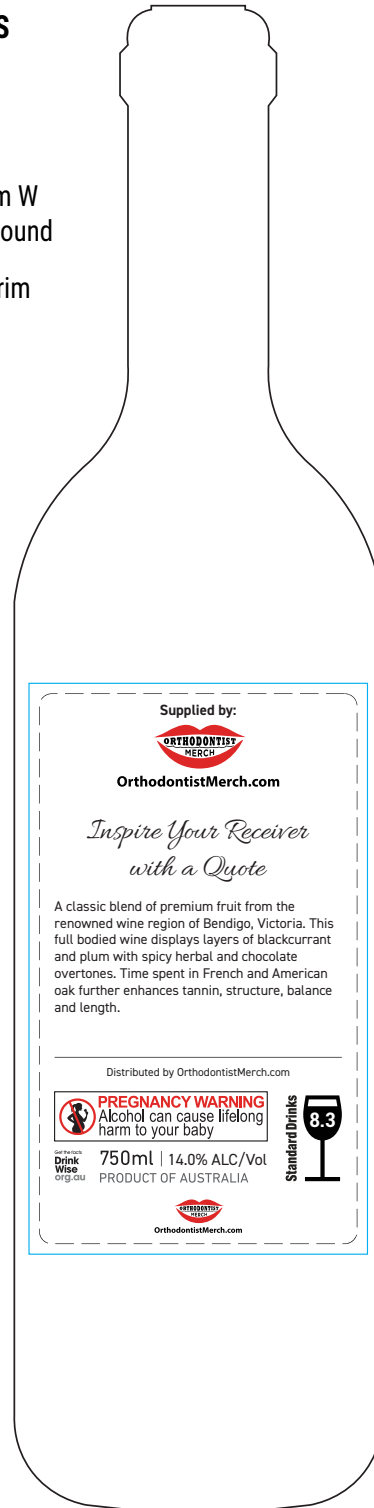 S
m W
ound
rim
Supplied by:
ORTHODONTIST
MERCH
OrthodontistMerch.com
Inspire Your Receiver
with a Quote
A classic blend of premium fruit from the
renowned wine region of Bendigo, Victoria. This
full bodied wine displays layers of blackcurrant
and plum with spicy herbal and chocolate
overtones. Time spent in French and American
oak further enhances tannin, structure, balance
and length.
Distributed by OrthodontistMerch.com
PREGNANCY WARNING
Alcohol can cause lifelong
harm to your baby
Standard Drinks
8.3
Get the facts
Drink
Wise
org.au
750ml | 14.0% ALC/Vol
PRODUCT OF AUSTRALIA
ORTHODONTIST
MERCH
OrthodontistMerch.com